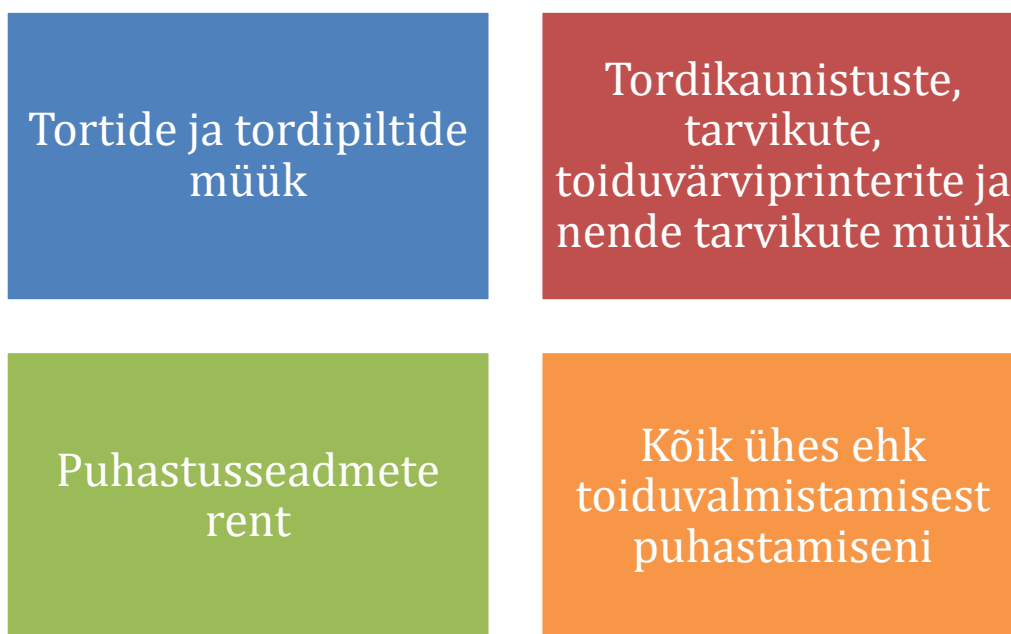 Tortide ja tordipiltide
müük
Tordikaunistuste,
tarvikute,
toiduvärviprinterite ja
nende tarvikute müük
Puhastusseadmete
rent
Kõik ühes ehk
toiduvalmistamisest
puhastamiseni